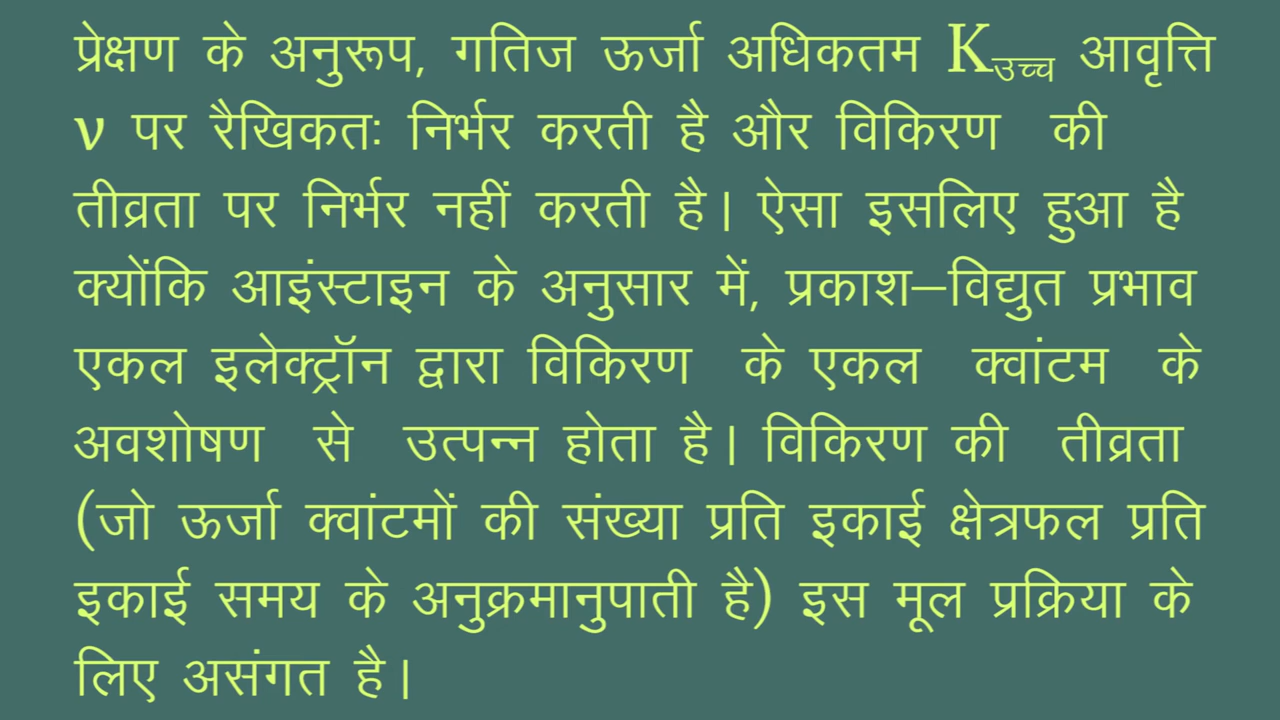 प्रेक्षण के अनुरूप, गतिज ऊर्जा अधिकतम K उच्च आवृत्ति
ν पर रैखिकतः निर्भर करती है और विकिरण की
तीव्रता पर निर्भर नहीं करती है। ऐसा इसलिए हुआ है
क्योंकि आइंस्टाइन के अनुसार में, प्रकाश–विद्युत प्रभाव
एकल इलेक्ट्रॉन द्वारा विकिरण के एकल क्वांटम के
अवशोषण से उत्पन्न होता है। विकिरण की तीव्रता
(जो ऊर्जा क्वांटमों की संख्या प्रति इकाई क्षेत्रफल प्रति
इकाई समय के अनुक्रमानुपाती है) इस मूल प्रक्रिया के
लिए असंगत है।